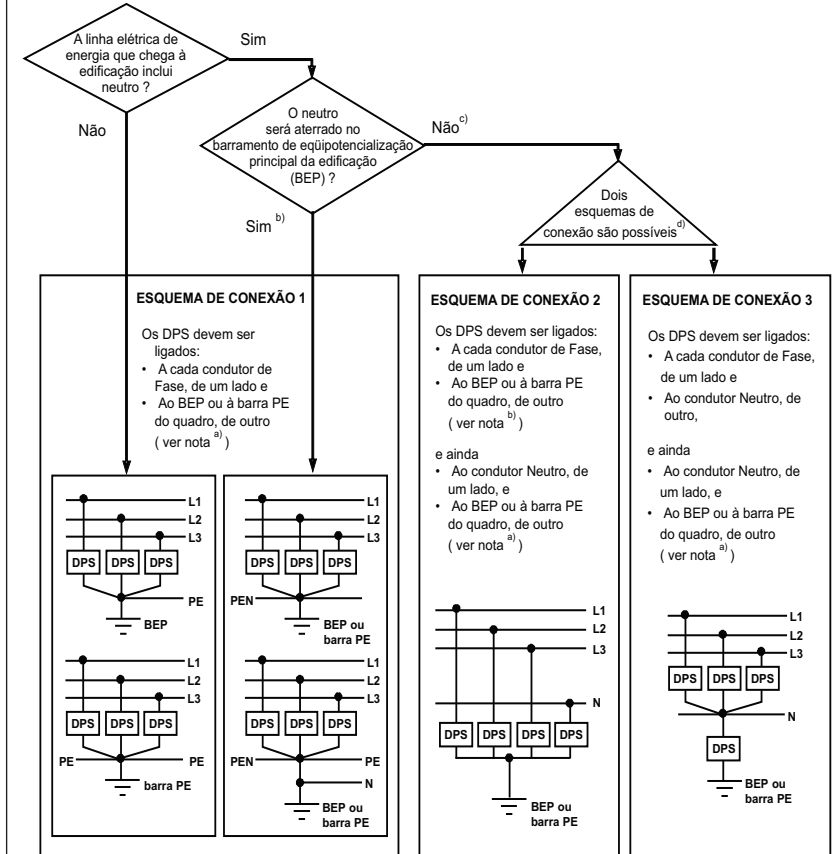 A linha elétrica de
energia que chega à
edificação inclui
neutro ?
Sim
Não
O neutro
será aterrado no
barramento de eqüipotencialização
principal da edificação
(BEP) ?
Não c)
Sim b)
Dois
esquemas de
conexão são possíveis d)
ESQUEMA DE CONEXÃO 1
Os DPS devem ser
ligados:
• A cada condutor de
Fase, de um lado e
• Ao BEP ou à barra PE
do quadro, de outro
( ver nota a) )
L1
L2
L3
DPS DPS DPS
PE
BEP
L1
L2
L3
DPS DPS DPS
PE PE
barra PE
L1
L2
L3
DPS DPS DPS
PEN
BEP ou
barra PE
L1
L2
L3
DPS DPS DPS
PEN PE
N
BEP ou
barra PE
ESQUEMA DE CONEXÃO 2
Os DPS devem ser ligados:
• A cada condutor de Fase,
de um lado e
• Ao BEP ou à barra PE
do quadro, de outro
( ver nota b) )
e ainda
• Ao condutor Neutro, de
um lado, e
• Ao BEP ou à barra PE
do quadro, de outro
( ver nota a) )
L1
L2
L3
N
DPS DPS DPS DPS
BEP ou
barra PE
ESQUEMA DE CONEXÃO 3
Os DPS devem ser ligados:
• A cada condutor de Fase,
de um lado e
• Ao condutor Neutro, de
outro,
e ainda
• Ao condutor Neutro, de
um lado, e
• Ao BEP ou à barra PE
do quadro, de outro
( ver nota a) )
L1
L2
L3
DPS DPS DPS
N
DPS
BEP ou
barra PE